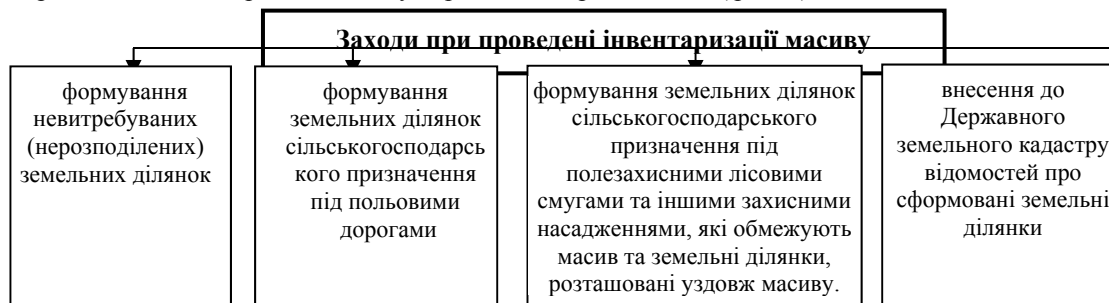 Заходи при проведені інвентаризації масиву
формування
невитребуваних
(нерозподілених)
земельних ділянок
формування
земельних ділянок
сільськогосподарсь
кого призначення
під польовими
дорогами
формування земельних ділянок
сільськогосподарського
призначення під
полезахисними лісовими
смугами та іншими захисними
насадженнями, які обмежують
масив та земельні ділянки,
розташовані уздовж масиву.
внесення до
Державного
земельного кадастру
відомостей про
сформовані земельні
ділянки